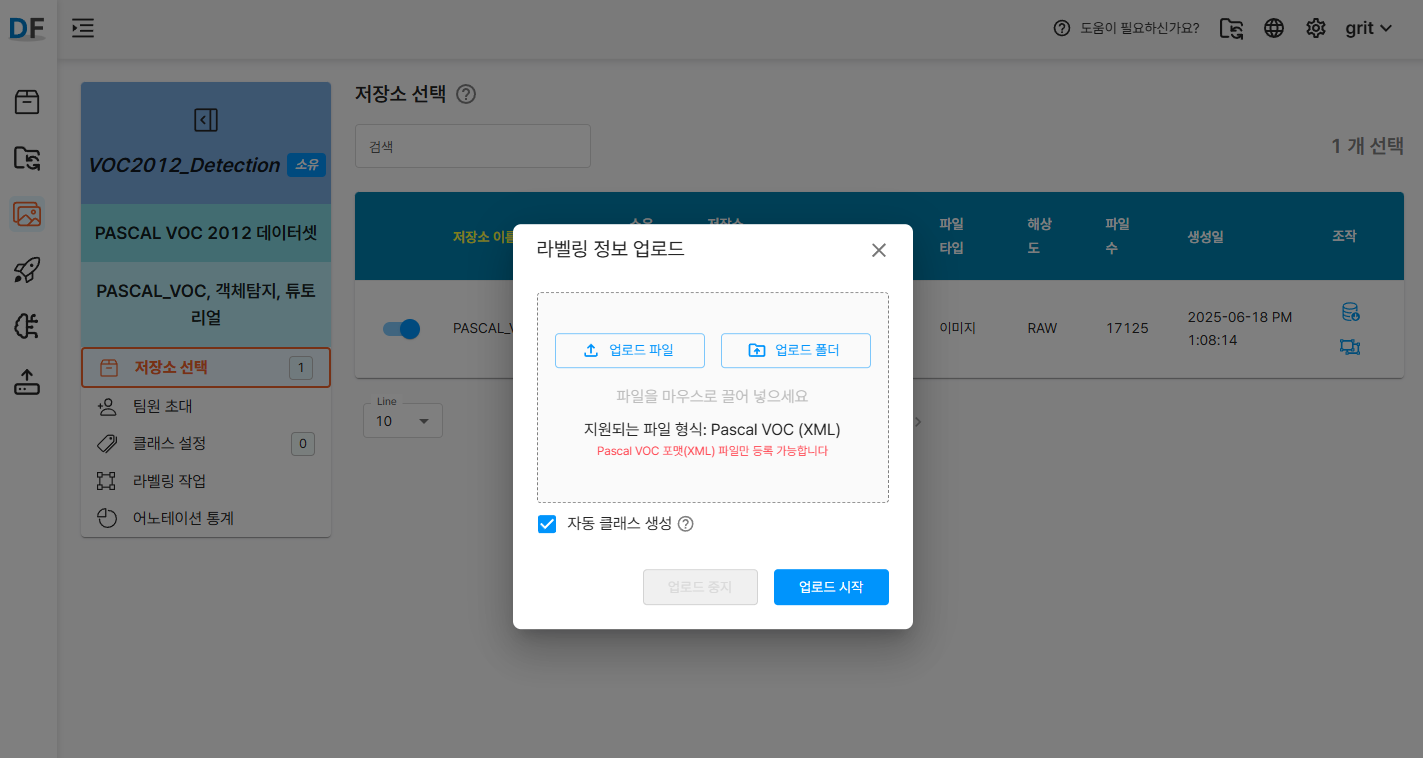 DF
도움이 필요하신가요?
grit
VOC2012_Detection 소유
PASCAL VOC 2012 데이터셋
PASCAL_VOC, 객체탐지, 튜토
리얼
저장소 선택 1
팀원 초대
클래스 설정 0
라벨링 작업
어노테이션 통계
저장소 선택
검색
1 개 선택
저장소
파일
타입
해상
도
파일
수
생성일
조작
이미지
RAW
17125
2025-06-18 PM
1:08:14
Line
10
라벨링 정보 업로드
업로드 파일
업로드 폴더
파일을 마우스로 끌어 넣으세요
지원되는 파일 형식: Pascal VOC (XML)
Pascal VOC 포맷(XML) 파일만 등록 가능합니다
자동 클래스 생성
업로드 중지
업로드 시작